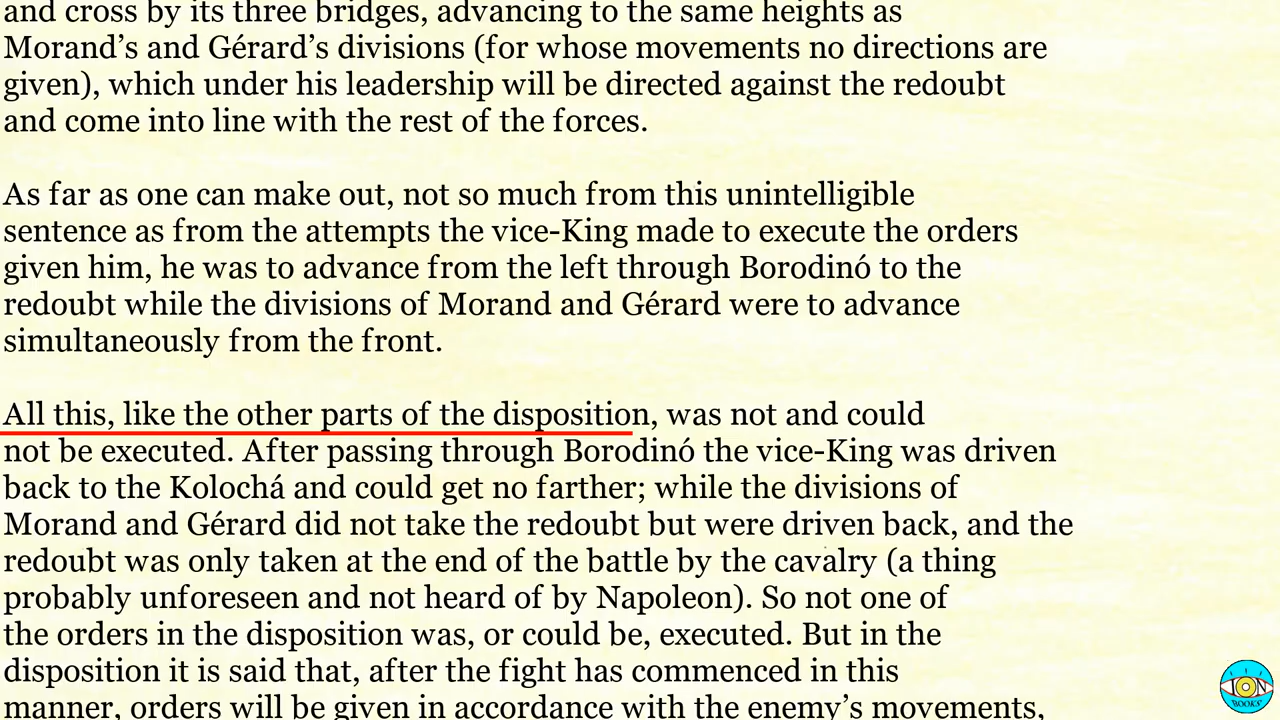 and cross by its three bridges, advancing to the same heights as
Morand’s and Gérard’s divisions (for whose movements no directions are
given), which under his leadership will be directed against the redoubt
and come into line with the rest of the forces.
As far as one can make out, not so much from this unintelligible
sentence as from the attempts the vice-King made to execute the orders
given him, he was to advance from the left through Borodinó to the
redoubt while the divisions of Morand and Gérard were to advance
simultaneously from the front.
All this, like the other parts of the disposition, was not and could
not be executed. After passing through Borodinó the vice-King was driven
back to the Kolochá and could get no farther; while the divisions of
Morand and Gérard did not take the redoubt but were driven back, and the
redoubt was only taken at the end of the battle by the cavalry (a thing
probably unforeseen and not heard of by Napoleon). So not one of
the orders in the disposition was, or could be, executed. But in the
disposition it is said that, after the fight has commenced in this
manner, orders will be given in accordance with the enemy’s movements,
ION
BOOKS